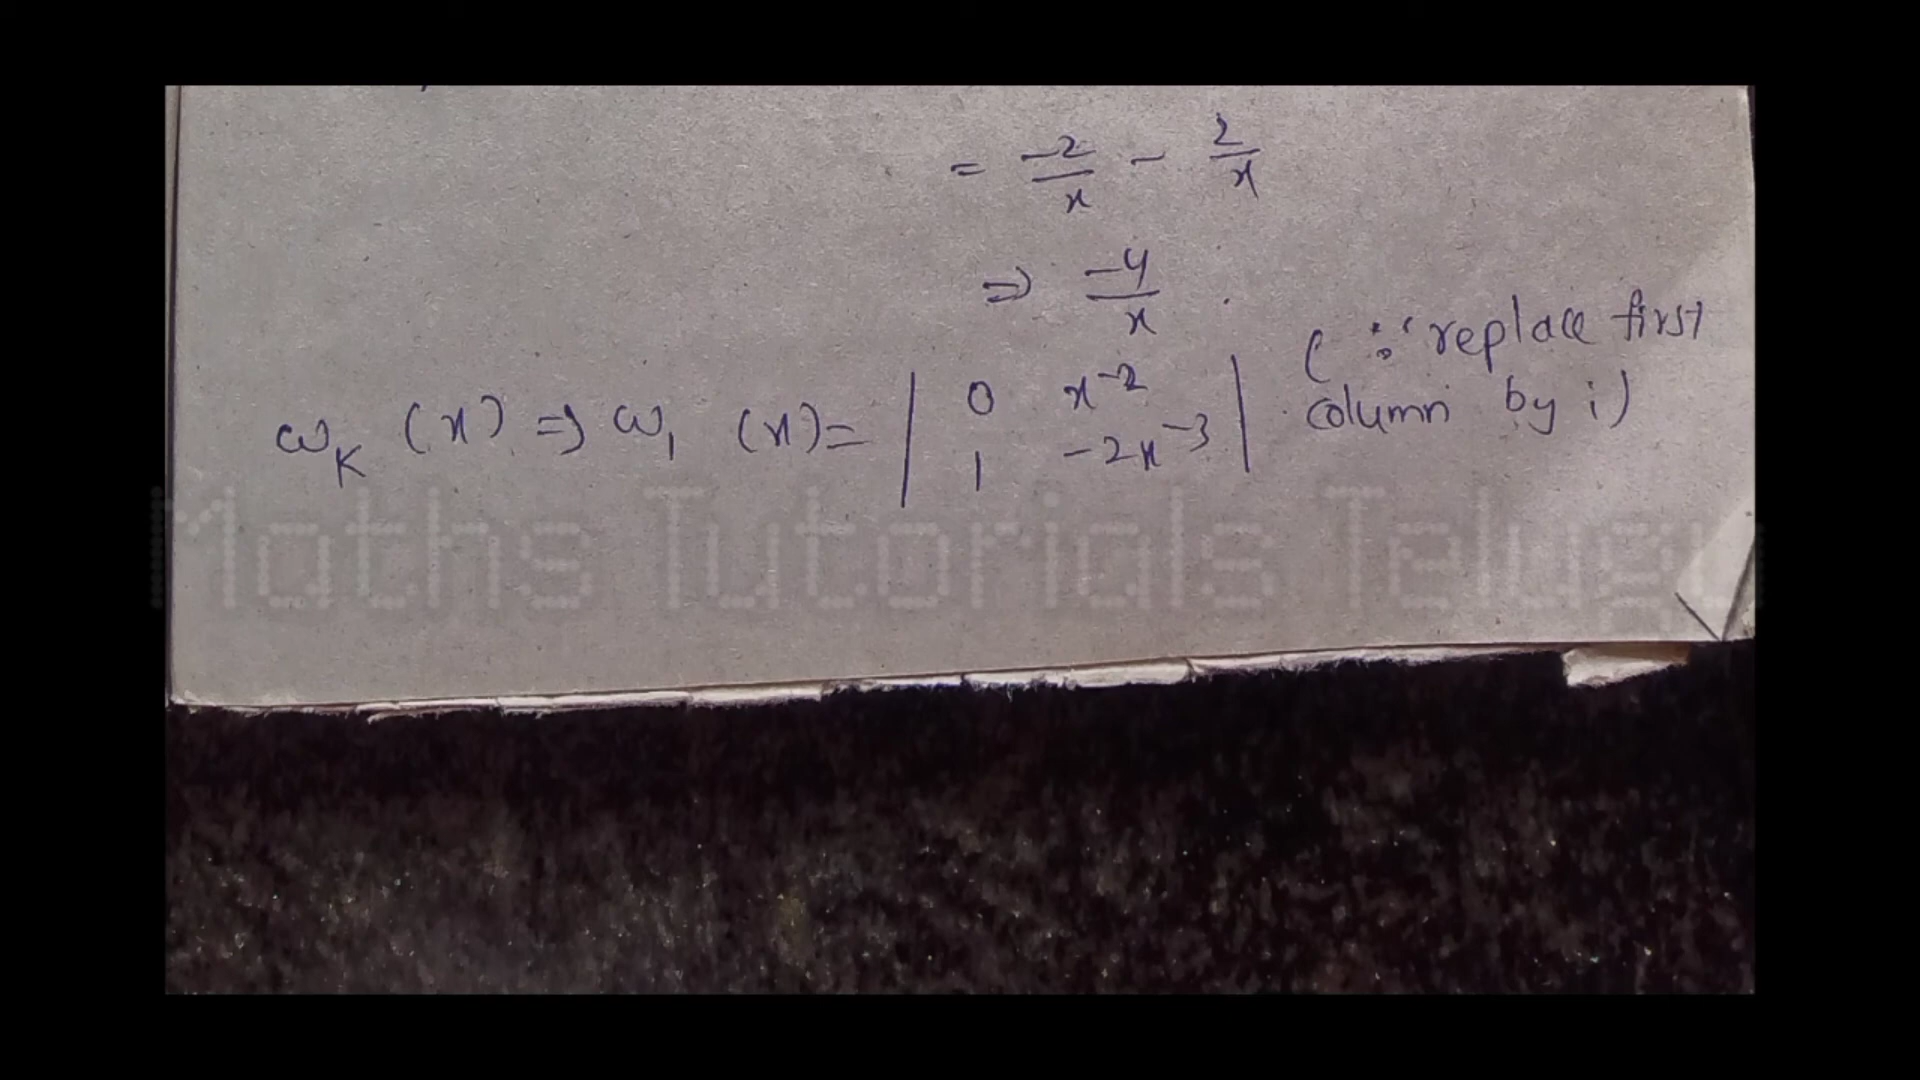 = -2/x - 2/x
⇒ -4/x .
ω_K (x) ⇒ ω_1 (x) = | 0 x^-2 | (∵ replace first
| 1 -2x^-3 | column by i)
Maths Tutorials Telugu